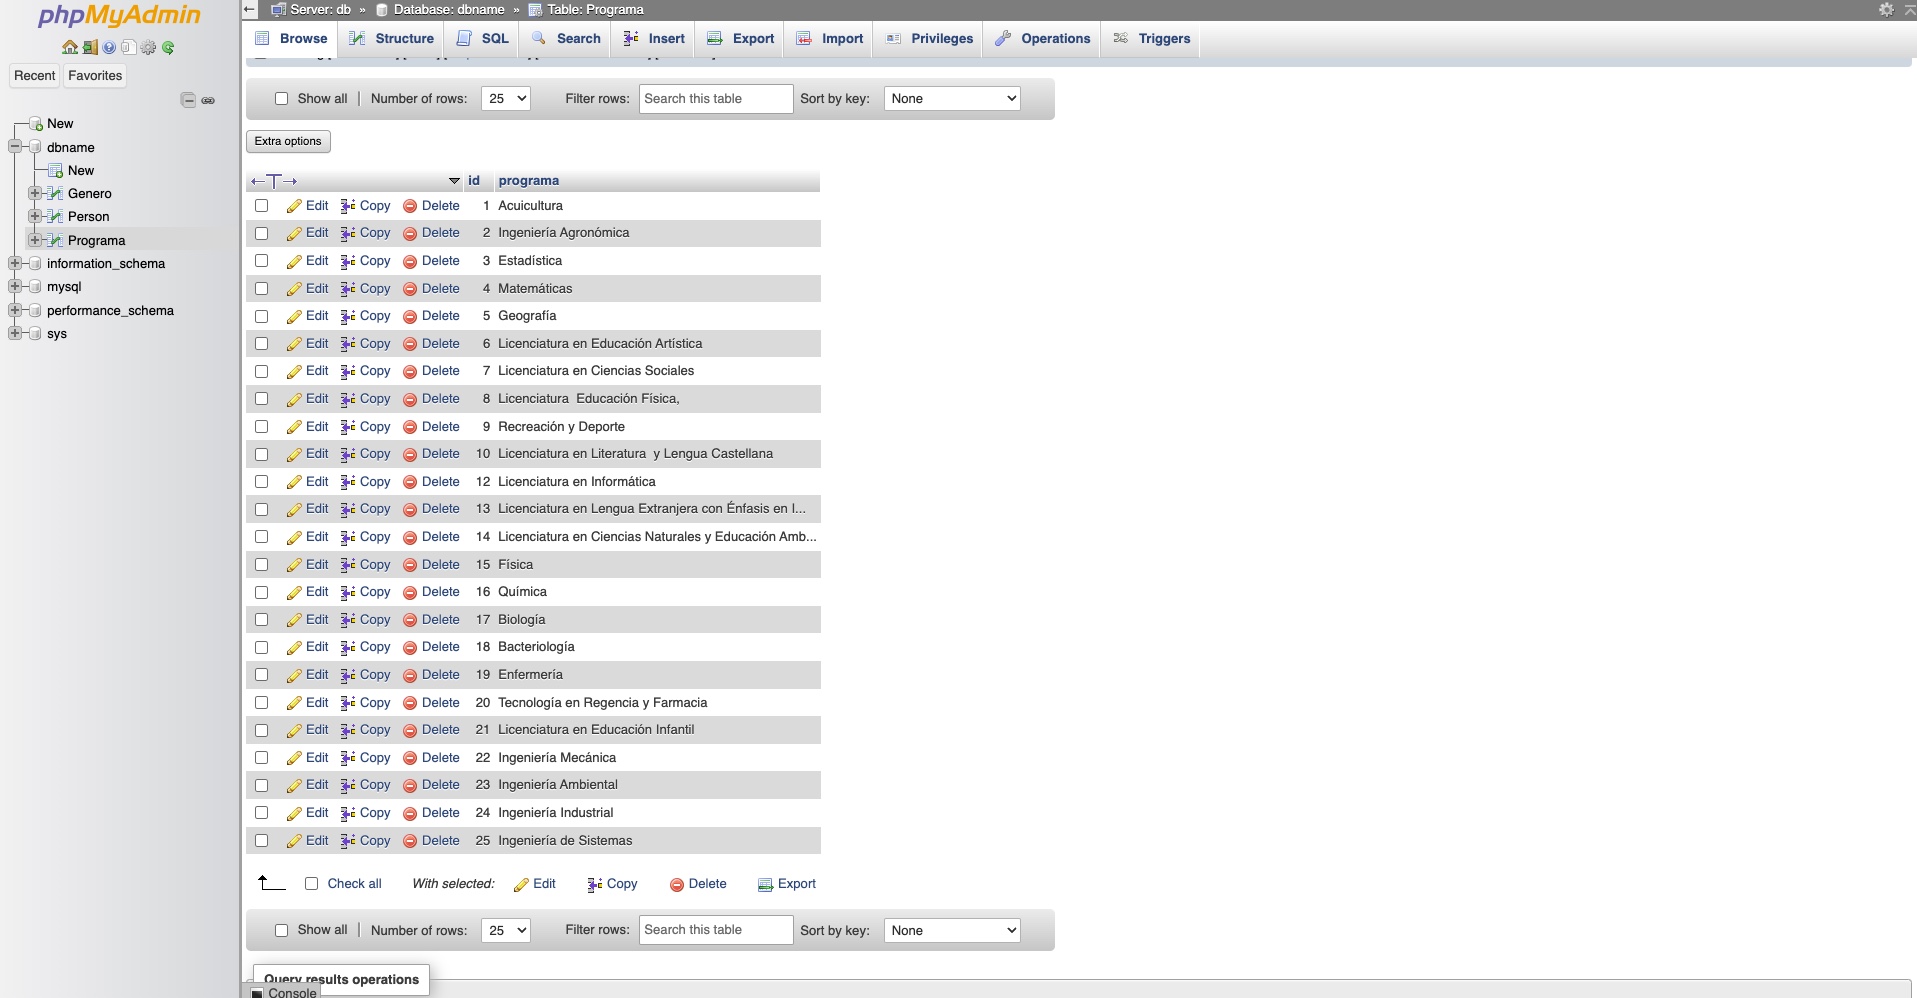 phpMyAdmin
Server: db » Database: dbname » Table: Programa
Browse Structure SQL Search Insert Export Import Privileges Operations Triggers
Recent Favorites
Show all | Number of rows: 25 Filter rows: Search this table Sort by key: None
Extra options
New
dbname
New
Genero
Person
Programa
information_schema
mysql
performance_schema
sys
id programa
Edit Copy Delete 1 Acuicultura
Edit Copy Delete 2 Ingeniería Agronómica
Edit Copy Delete 3 Estadística
Edit Copy Delete 4 Matemáticas
Edit Copy Delete 5 Geografía
Edit Copy Delete 6 Licenciatura en Educación Artística
Edit Copy Delete 7 Licenciatura en Ciencias Sociales
Edit Copy Delete 8 Licenciatura  Educación Física,
Edit Copy Delete 9 Recreación y Deporte
Edit Copy Delete 10 Licenciatura en Literatura  y Lengua Castellana
Edit Copy Delete 12 Licenciatura en Informática
Edit Copy Delete 13 Licenciatura en Lengua Extranjera con Énfasis en I...
Edit Copy Delete 14 Licenciatura en Ciencias Naturales y Educación Amb...
Edit Copy Delete 15 Física
Edit Copy Delete 16 Química
Edit Copy Delete 17 Biología
Edit Copy Delete 18 Bacteriología
Edit Copy Delete 19 Enfermería
Edit Copy Delete 20 Tecnología en Regencia y Farmacia
Edit Copy Delete 21 Licenciatura en Educación Infantil
Edit Copy Delete 22 Ingeniería Mecánica
Edit Copy Delete 23 Ingeniería Ambiental
Edit Copy Delete 24 Ingeniería Industrial
Edit Copy Delete 25 Ingeniería de Sistemas
Check all With selected: Edit Copy Delete Export
Show all | Number of rows: 25 Filter rows: Search this table Sort by key: None
Query results operations
Console